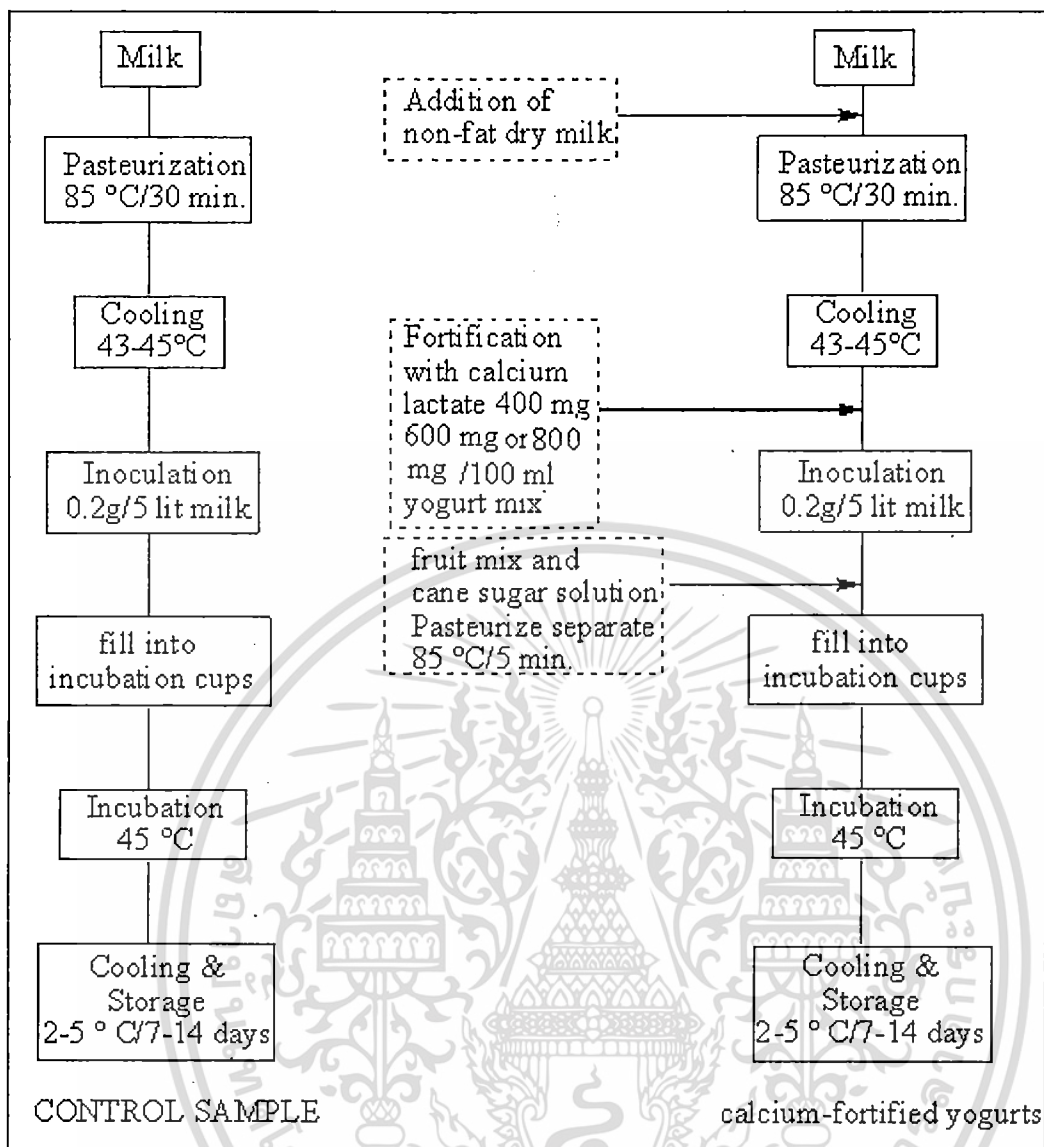 Milk
Pasteurization
85 °C/30 min.
Cooling
43-45°C
Inoculation
0.2g/5 lit milk
fill into
incubation cups
Incubation
45 °C
Cooling &
Storage
2-5 ° C/7-14 days
CONTROL SAMPLE
Addition of
non-fat dry milk
Fortification
with calcium
lactate 400 mg
600 mg or 800
mg /100 ml
yogurt mix
fruit mix and
cane sugar solution
Pasteurize separate
85 °C/5 min.
Milk
Pasteurization
85 °C/30 min.
Cooling
43-45°C
Inoculation
0.2g/5 lit milk
fill into
incubation cups
Incubation
45 °C
Cooling &
Storage
2-5 ° C/7-14 days
calcium-fortified yogurts